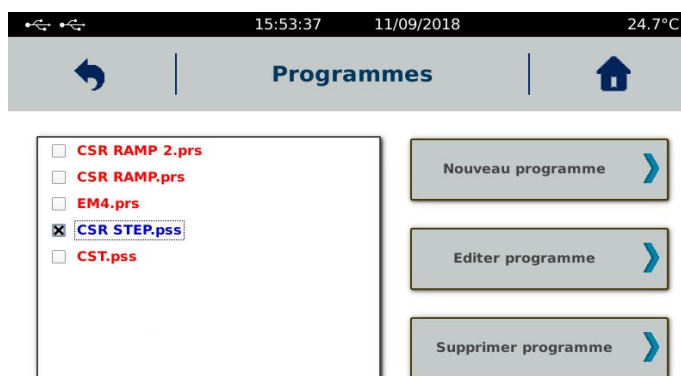 15:53:37 11/09/2018 24.7°C
Programmes
CSR RAMP 2.prs
CSR RAMP.prs
EM4.prs
CSR STEP.pss
CST.pss
Nouveau programme
Editer programme
Supprimer programme